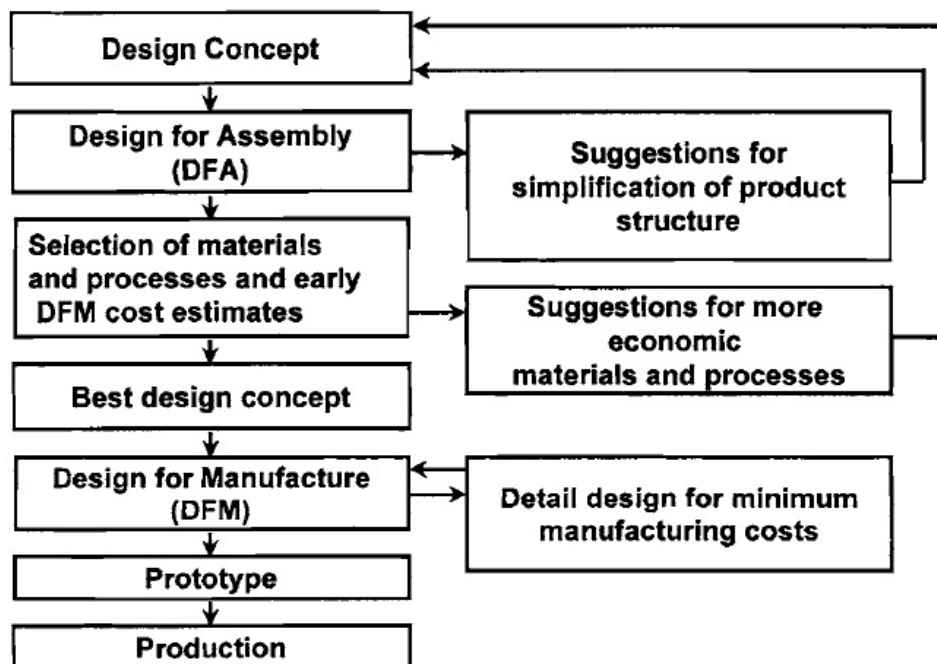 Design Concept
Design for Assembly
(DFA)
Suggestions for
simplification of product
structure
Selection of materials
and processes and early
DFM cost estimates
Suggestions for more
economic
materials and processes
Best design concept
Design for Manufacture
(DFM)
Detail design for minimum
manufacturing costs
Prototype
Production